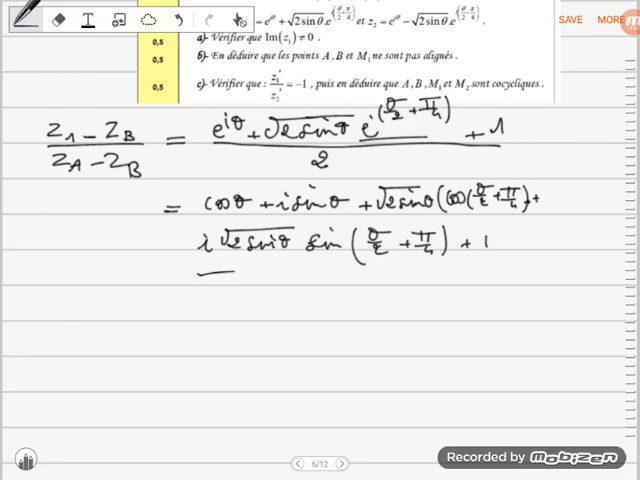 = e^{iθ} + √(2 sin θ) . e^{i(θ/2 + π/4)} et z₂ = e^{iθ} − √(2 sin θ) . e^{i(θ/2 + π/4)} .
0,5 a)- Vérifier que Im(z₁) ≠ 0 .
0,5 б)- En déduire que les points A, B et M₁ ne sont pas alignés .
0,5 c)- Vérifier que : z₁'/z₂' = −1 , puis en déduire que A, B, M₁ et M₂ sont cocycliques .
SAVE MORE
(z₁ − z_B)/(z_A − z_B) = (e^{iθ} + √(2 sin θ) e^{i(θ/2 + π/4)} + 1)/2
= cos θ + i sin θ + √(2 sin θ) (cos(θ/2 + π/4) +
i √(2 sin θ) sin (θ/2 + π/4) + 1
6/12
Recorded by mobizen